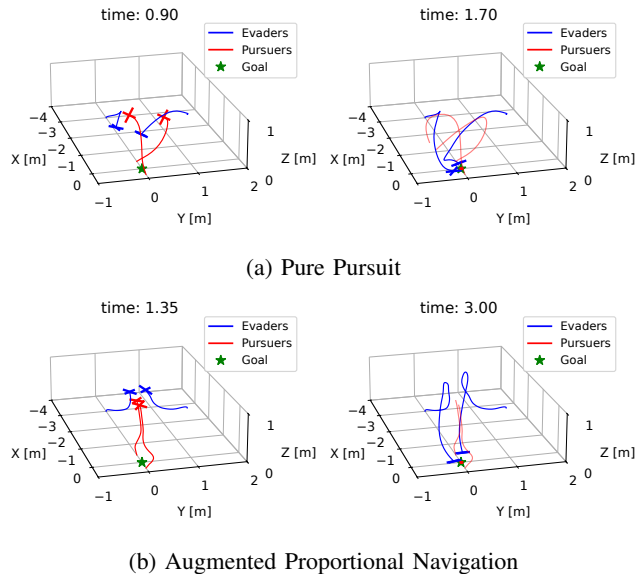 time: 0.90
time: 1.70
Evaders
Pursuers
Goal
Evaders
Pursuers
Goal
−4
−3
−2
−1
0
X [m]
−1
0
1
2
Y [m]
0
1
Z [m]
−4
−3
−2
−1
0
X [m]
−1
0
1
2
Y [m]
0
1
Z [m]
(a) Pure Pursuit
time: 1.35
time: 3.00
Evaders
Pursuers
Goal
Evaders
Pursuers
Goal
−4
−3
−2
−1
0
X [m]
−1
0
1
2
Y [m]
0
1
Z [m]
−4
−3
−2
−1
0
X [m]
−1
0
1
2
Y [m]
0
1
Z [m]
(b) Augmented Proportional Navigation